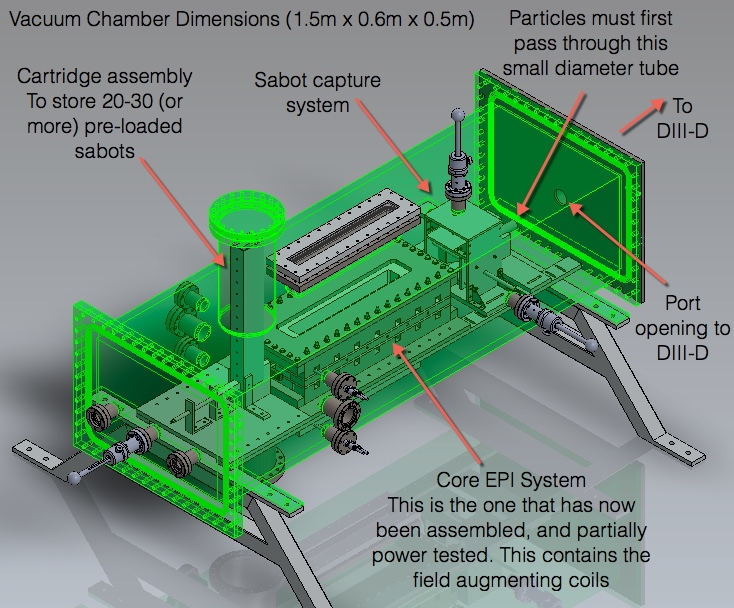 Vacuum Chamber Dimensions (1.5m x 0.6m x 0.5m)
Particles must first
pass through this
small diameter tube
Cartridge assembly
To store 20-30 (or
more) pre-loaded
sabots
Sabot capture
system
To
DIII-D
Port
opening to
DIII-D
Core EPI System
This is the one that has now
been assembled, and partially
power tested. This contains the
field augmenting coils